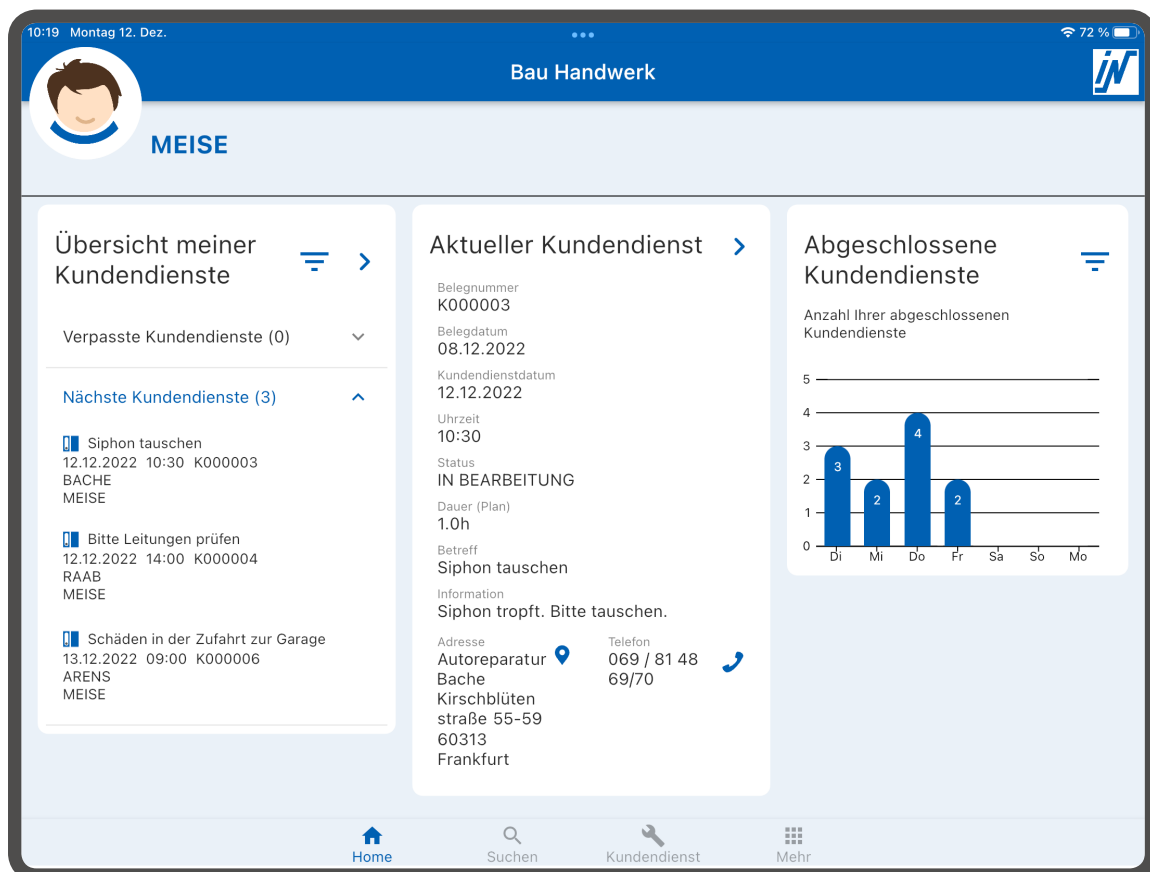 10:19 Montag 12. Dez.
72 %
Bau Handwerk
iN
MEISE
Übersicht meiner
Kundendienste
Verpasste Kundendienste (0)
Nächste Kundendienste (3)
Siphon tauschen
12.12.2022 10:30 K000003
BACHE
MEISE
Bitte Leitungen prüfen
12.12.2022 14:00 K000004
RAAB
MEISE
Schäden in der Zufahrt zur Garage
13.12.2022 09:00 K000006
ARENS
MEISE
Aktueller Kundendienst
Belegnummer
K000003
Belegdatum
08.12.2022
Kundendienstdatum
12.12.2022
Uhrzeit
10:30
Status
IN BEARBEITUNG
Dauer (Plan)
1.0h
Betreff
Siphon tauschen
Information
Siphon tropft. Bitte tauschen.
Adresse
Autoreparatur
Bache
Kirschblüten
straße 55-59
60313
Frankfurt
Telefon
069 / 81 48
69/70
Abgeschlossene
Kundendienste
Anzahl Ihrer abgeschlossenen
Kundendienste
5
4
3
2
1
0
3
2
4
2
Di Mi Do Fr Sa So Mo
Home Suchen Kundendienst Mehr